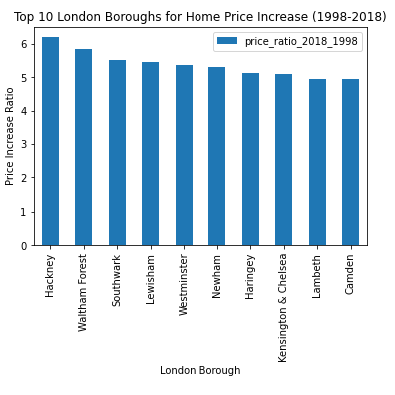 Top 10 London Boroughs for Home Price Increase (1998-2018)
price_ratio_2018_1998
Price Increase Ratio
6
5
4
3
2
1
0
Hackney
Waltham Forest
Southwark
Lewisham
Westminster
Newham
Haringey
Kensington & Chelsea
Lambeth
Camden
London Borough